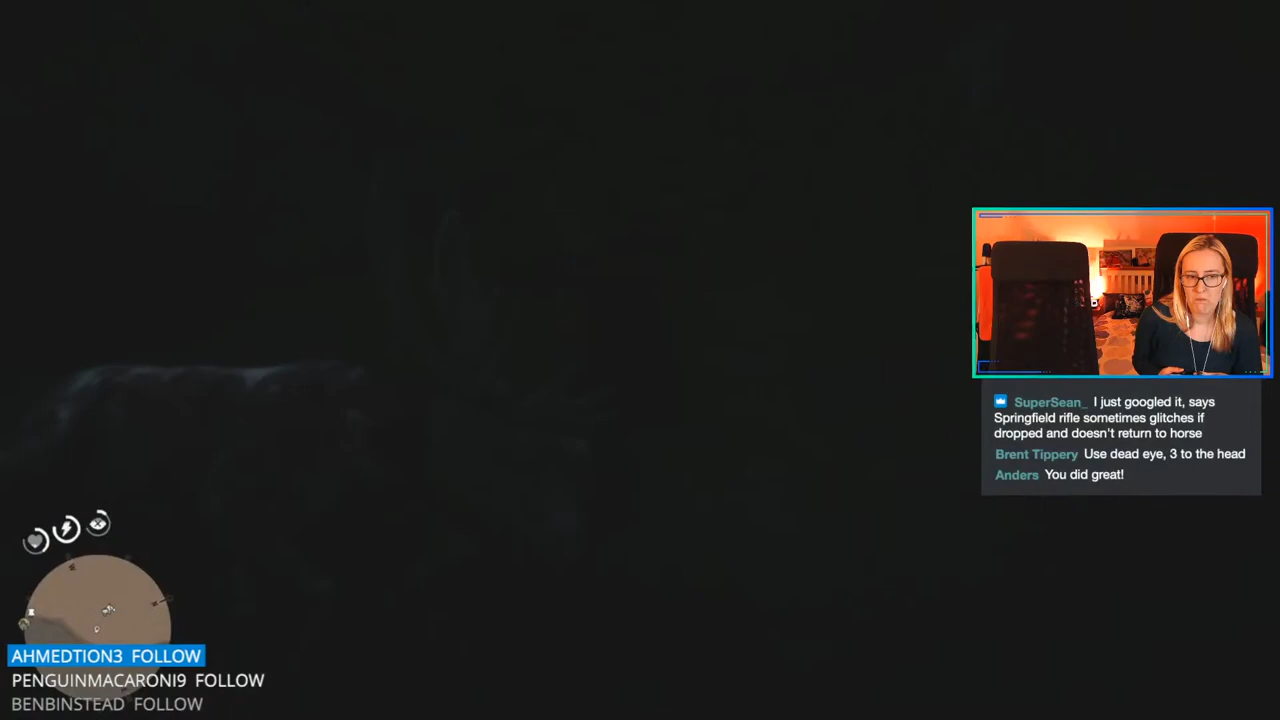 SuperSean_ I just googled it, says
Springfield rifle sometimes glitches if
dropped and doesn't return to horse
Brent Tippery Use dead eye, 3 to the head
Anders You did great!
AHMEDTION3 FOLLOW
PENGUINMACARONI9 FOLLOW
BENBINSTEAD FOLLOW